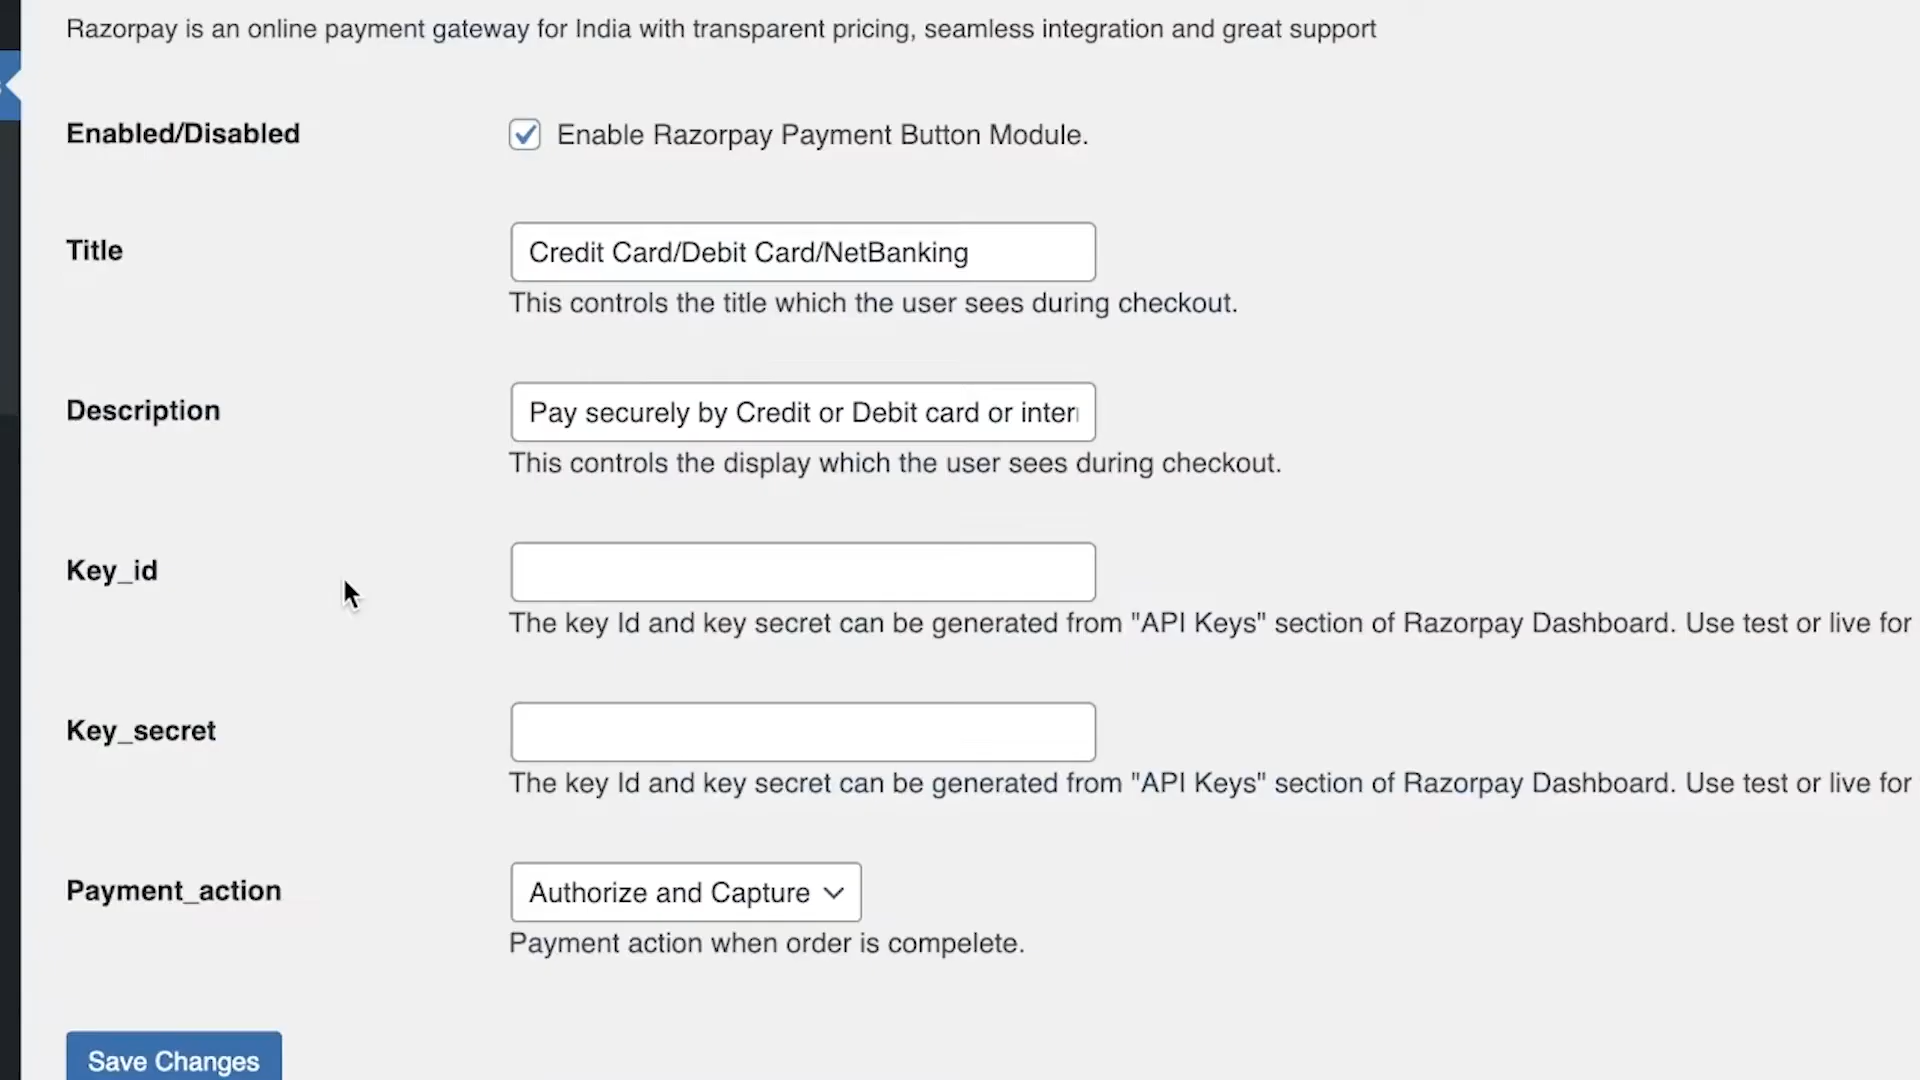 Razorpay is an online payment gateway for India with transparent pricing, seamless integration and great support
Enabled/Disabled
Enable Razorpay Payment Button Module.
Title
Credit Card/Debit Card/NetBanking
This controls the title which the user sees during checkout.
Description
Pay securely by Credit or Debit card or inter
This controls the display which the user sees during checkout.
Key_id
The key Id and key secret can be generated from "API Keys" section of Razorpay Dashboard. Use test or live for
Key_secret
The key Id and key secret can be generated from "API Keys" section of Razorpay Dashboard. Use test or live for
Payment_action
Authorize and Capture
Payment action when order is compelete.
Save Changes